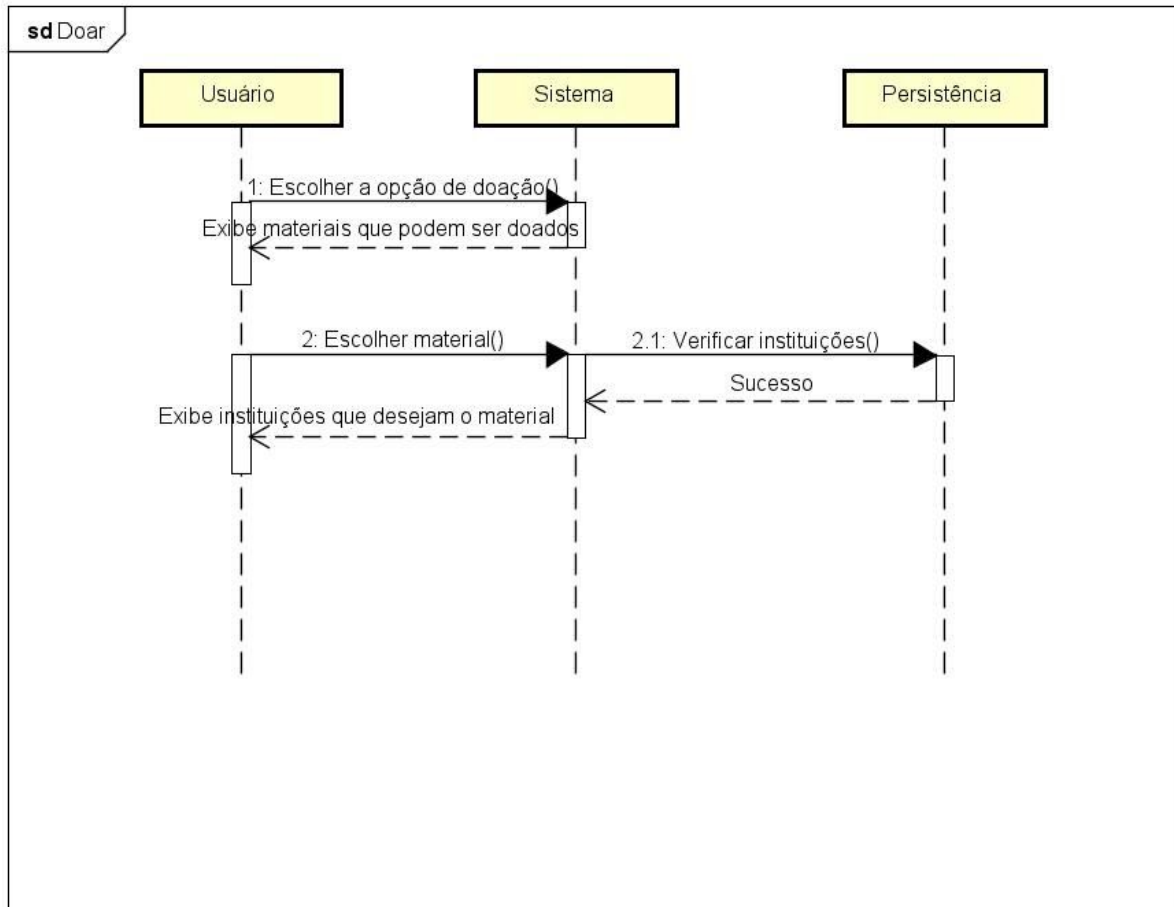 sd Doar
Usuário
Sistema
Persistência
1: Escolher a opção de doação()
Exibe materiais que podem ser doados
2: Escolher material()
2.1: Verificar instituições()
Sucesso
Exibe instituições que desejam o material